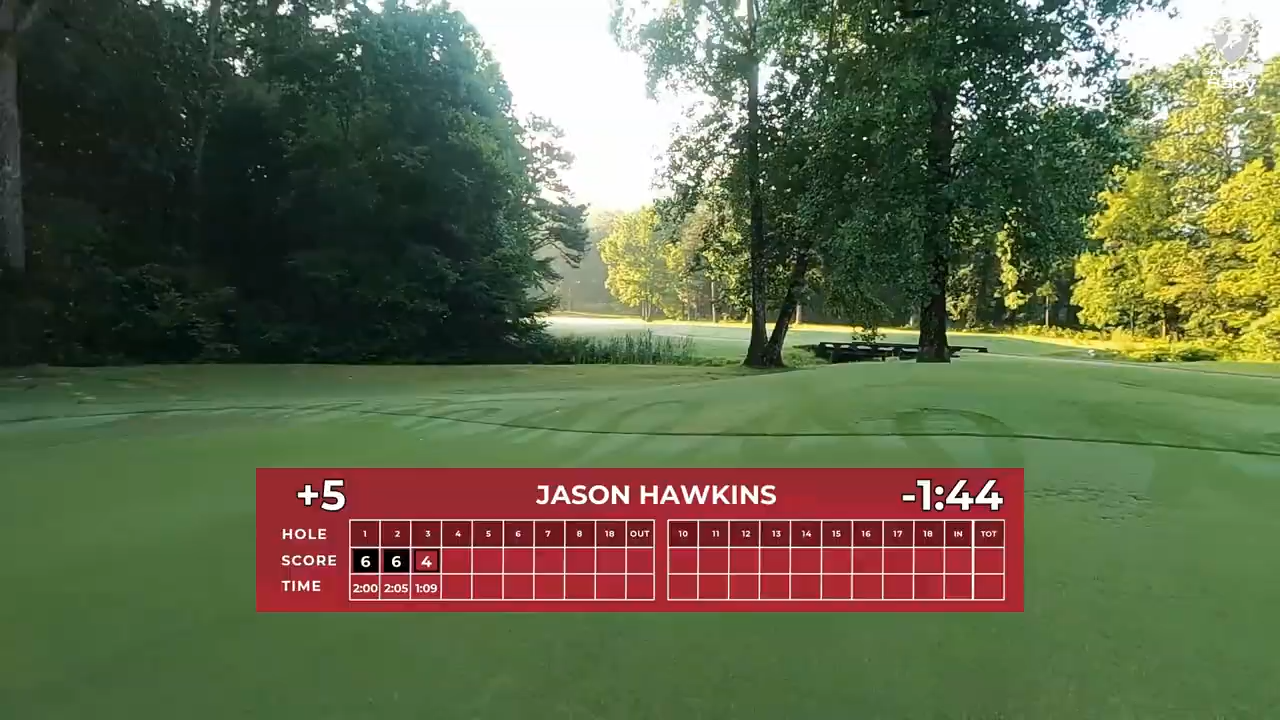 +5 JASON HAWKINS -1:44
HOLE 1 2 3 4 5 6 7 8 18 OUT 10 11 12 13 14 15 16 17 18 IN TOT
SCORE 6 6 4
TIME 2:00 2:05 1:09